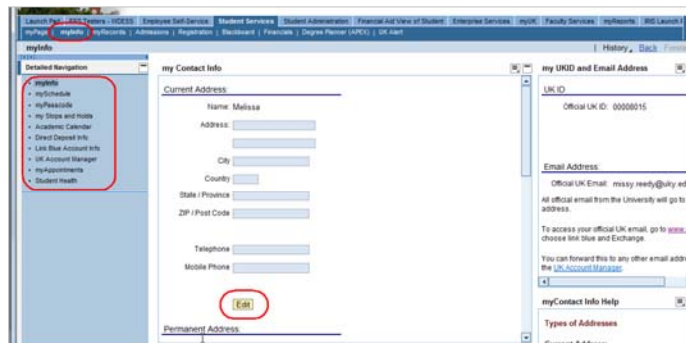 Launch Pad ESS Testers - WDESS Employee Self-Service Student Services Student Administration Financial Aid View of Student Enterprise Services myUK Faculty Services myReports
myPage | myInfo | myRecords | Admissions | Registration | Blackboard | Financials | Degree Planner (APEX) | UK Alert
myInfo
History Back
Detailed Navigation
myInfo
mySchedule
myPasscode
my Stops and Holds
Academic Calendar
Direct Deposit Info
Link Blue Account Info
UK Account Manager
myAppointments
Student Health
my Contact Info
Current Address:
Name: Melissa
Address:
City
Country
State / Province
ZIP / Post Code
Telephone
Mobile Phone
Edit
Permanent Address:
my UKID and Email Address
UK ID
Official UK ID: 00008015
Email Address:
Official UK Email: missy.reedy@uky.ed
All official email from the University will go to
address.
To access your official UK email, go to www.
choose link blue and Exchange.
You can forward this to any other email addre
the UK Account Manager.
myContact Info Help
Types of Addresses